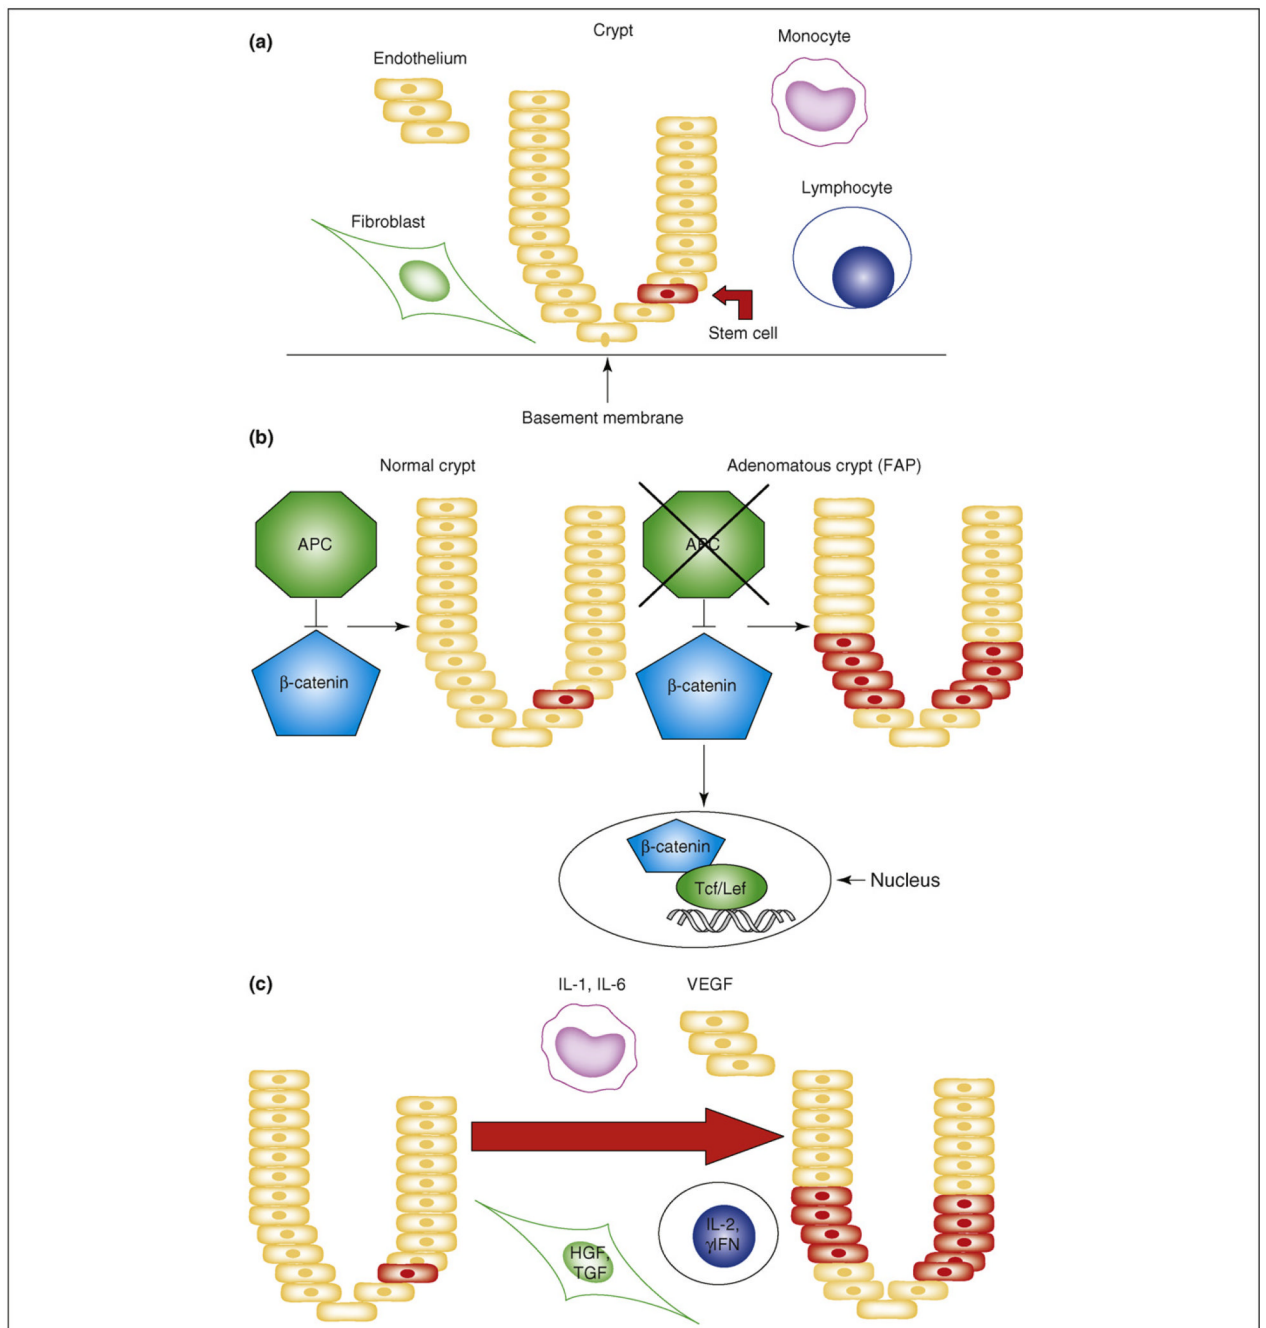 (a)
Crypt
Monocyte
Endothelium
Lymphocyte
Fibroblast
Stem cell
Basement membrane
(b)
Normal crypt
Adenomatous crypt (FAP)
APC
APC
β-catenin
β-catenin
β-catenin
Tcf/Lef
Nucleus
(c)
IL-1, IL-6
VEGF
IL-2,
γIFN
HGF,
TGF